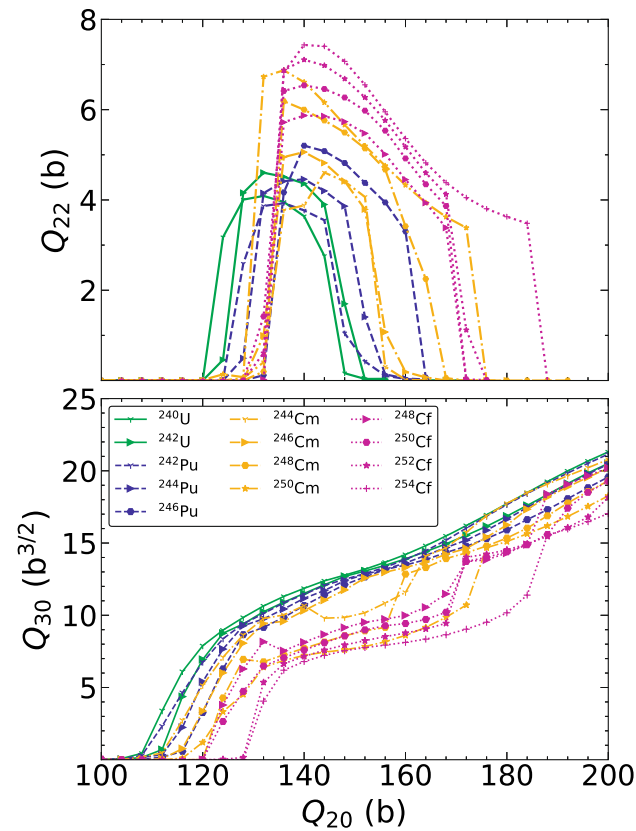 8
6
4
2
Q₂₂ (b)
25
20
15
10
5
Q₃₀ (b³/²)
²⁴⁰U ²⁴⁴Cm ²⁴⁸Cf
²⁴²U ²⁴⁶Cm ²⁵⁰Cf
²⁴²Pu ²⁴⁸Cm ²⁵²Cf
²⁴⁴Pu ²⁵⁰Cm ²⁵⁴Cf
²⁴⁶Pu
100 120 140 160 180 200
Q₂₀ (b)